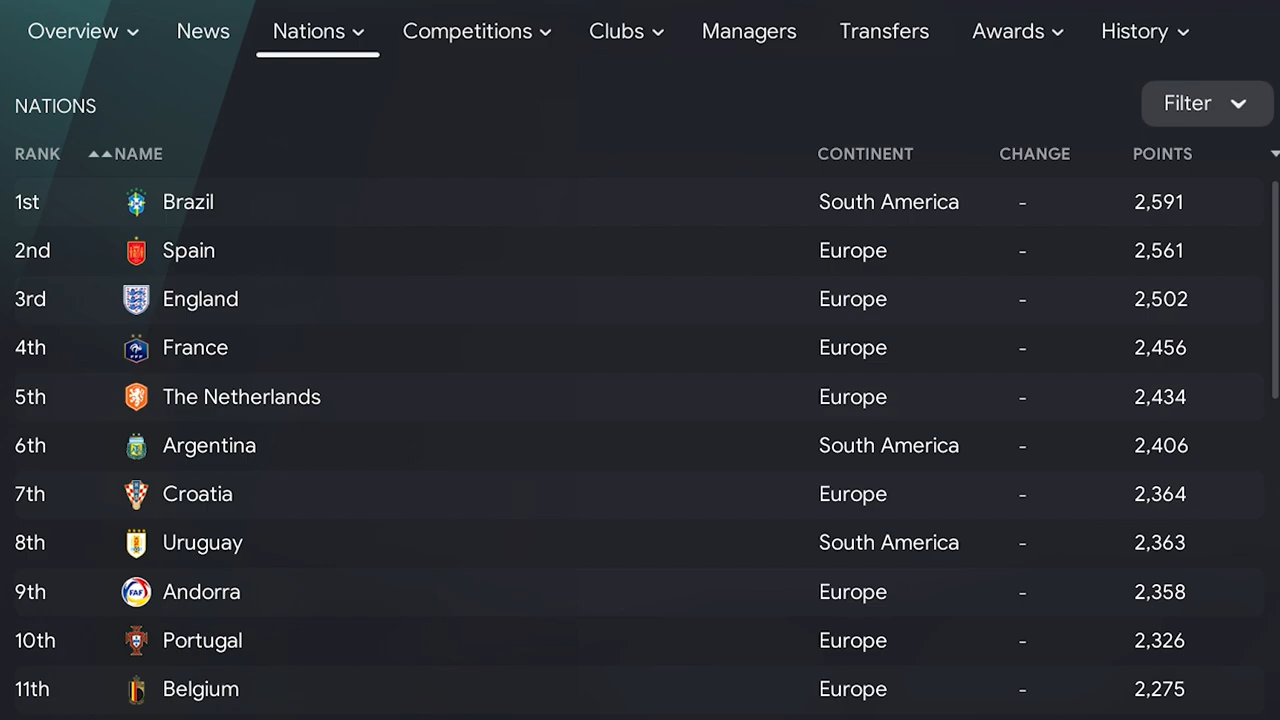 Overview News Nations Competitions Clubs Managers Transfers Awards History
NATIONS Filter
RANK NAME CONTINENT CHANGE POINTS
1st Brazil South America - 2,591
2nd Spain Europe - 2,561
3rd England Europe - 2,502
4th France Europe - 2,456
5th The Netherlands Europe - 2,434
6th Argentina South America - 2,406
7th Croatia Europe - 2,364
8th Uruguay South America - 2,363
9th FAF Andorra Europe - 2,358
10th Portugal Europe - 2,326
11th Belgium Europe - 2,275